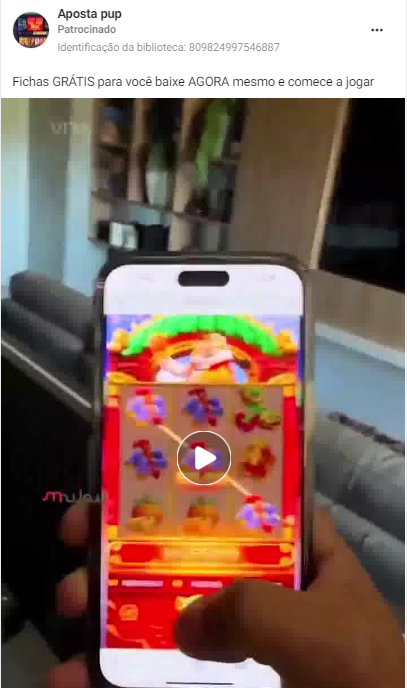 Aposta pup
Patrocinado
Identificação da biblioteca: 809824997546887
Fichas GRÁTIS para você baixe AGORA mesmo e comece a jogar